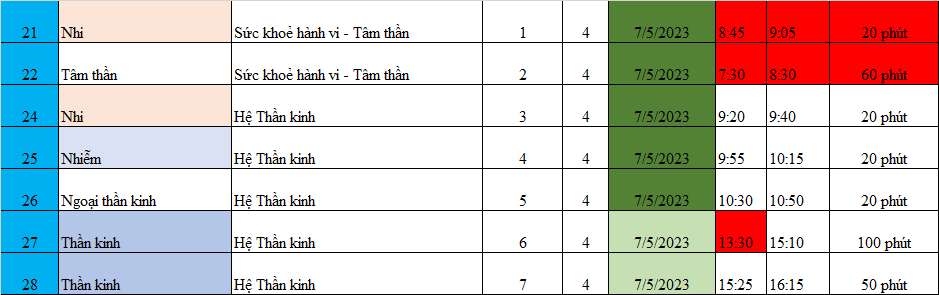 21 Nhi Sức khoẻ hành vi - Tâm thần 1 4 7/5/2023 8:45 9:05 20 phút
22 Tâm thần Sức khoẻ hành vi - Tâm thần 2 4 7/5/2023 7:30 8:30 60 phút
24 Nhi Hệ Thần kinh 3 4 7/5/2023 9:20 9:40 20 phút
25 Nhiễm Hệ Thần kinh 4 4 7/5/2023 9:55 10:15 20 phút
26 Ngoại thần kinh Hệ Thần kinh 5 4 7/5/2023 10:30 10:50 20 phút
27 Thần kinh Hệ Thần kinh 6 4 7/5/2023 13:30 15:10 100 phút
28 Thần kinh Hệ Thần kinh 7 4 7/5/2023 15:25 16:15 50 phút